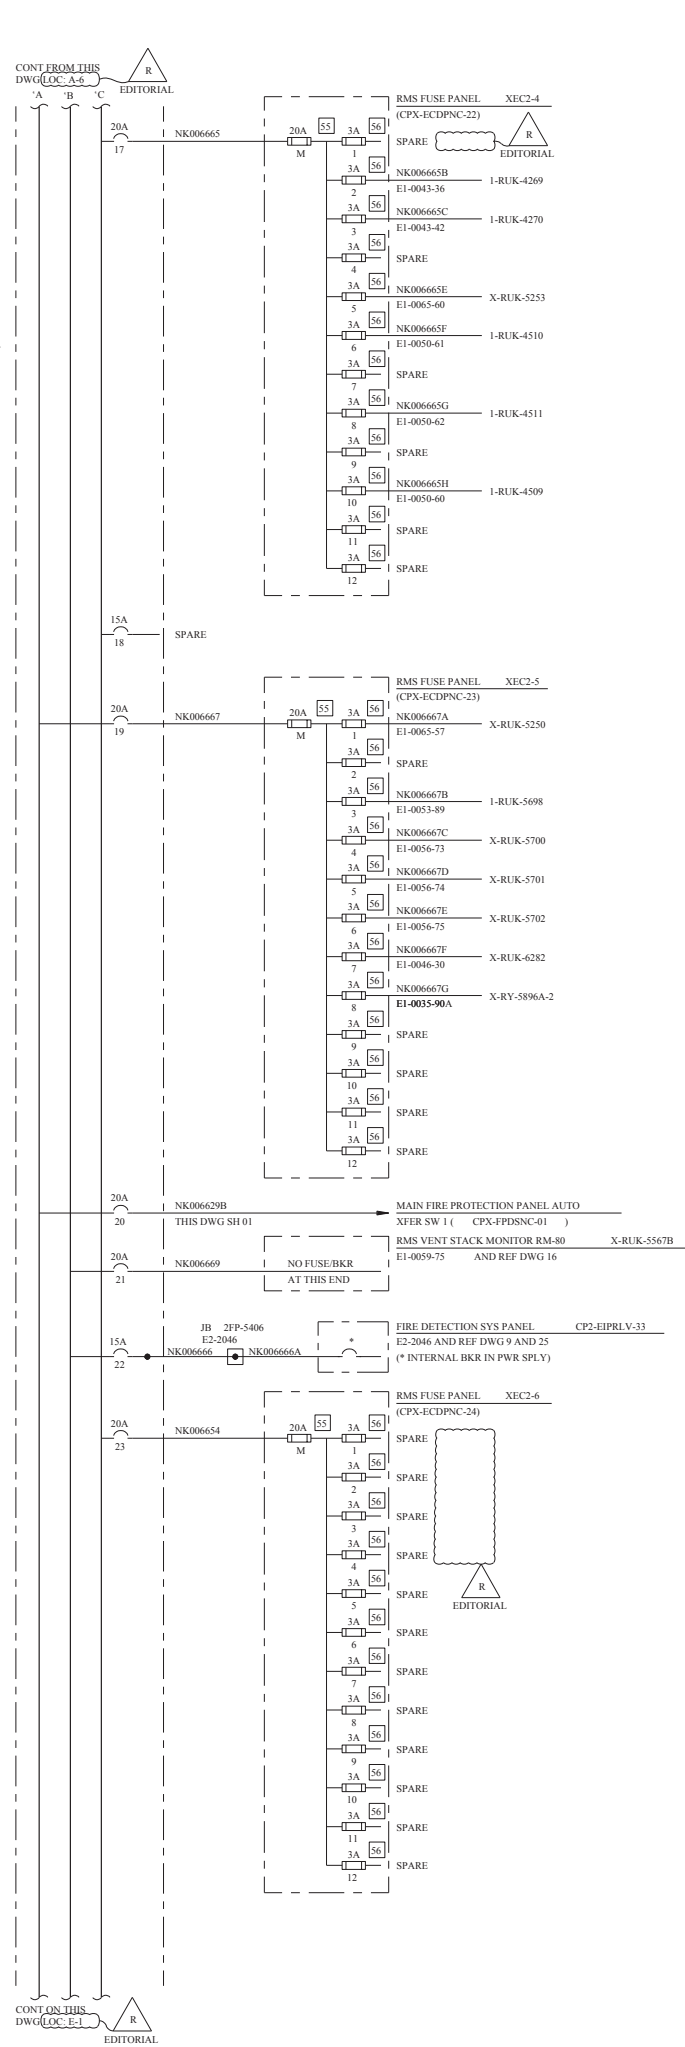 CONT FROM THIS
DWG LOC: A-6
R
EDITORIAL
'A 'B 'C
20A
17
NK006665
20A
M
55
RMS FUSE PANEL XEC2-4
(CPX-ECDPNC-22)
3A 56
1
SPARE
R
EDITORIAL
3A 56
2
NK006665B
E1-0043-36
1-RUK-4269
3A 56
3
NK006665C
E1-0043-42
1-RUK-4270
3A 56
4
SPARE
3A 56
5
NK006665E
E1-0065-60
X-RUK-5253
3A 56
6
NK006665F
E1-0050-61
1-RUK-4510
3A 56
7
SPARE
3A 56
8
NK006665G
E1-0050-62
1-RUK-4511
3A 56
9
SPARE
3A 56
10
NK006665H
E1-0050-60
1-RUK-4509
3A 56
11
SPARE
3A 56
12
SPARE
15A
18
SPARE
20A
19
NK006667
20A
M
55
RMS FUSE PANEL XEC2-5
(CPX-ECDPNC-23)
3A 56
1
NK006667A
E1-0065-57
X-RUK-5250
3A 56
2
SPARE
3A 56
3
NK006667B
E1-0053-89
1-RUK-5698
3A 56
4
NK006667C
E1-0056-73
X-RUK-5700
3A 56
5
NK006667D
E1-0056-74
X-RUK-5701
3A 56
6
NK006667E
E1-0056-75
X-RUK-5702
3A 56
7
NK006667F
E1-0046-30
X-RUK-6282
3A 56
8
NK006667G
E1-0035-90A
X-RY-5896A-2
3A 56
9
SPARE
3A 56
10
SPARE
3A 56
11
SPARE
3A 56
12
SPARE
20A
20
NK006629B
THIS DWG SH 01
MAIN FIRE PROTECTION PANEL AUTO
XFER SW 1 ( CPX-FPDSNC-01 )
20A
21
NK006669
NO FUSE/BKR
AT THIS END
RMS VENT STACK MONITOR RM-80 X-RUK-5567B
E1-0059-75 AND REF DWG 16
15A
22
NK006666
JB 2FP-5406
E2-2046
NK006666A
*
FIRE DETECTION SYS PANEL CP2-EIPRLV-33
E2-2046 AND REF DWG 9 AND 25
(* INTERNAL BKR IN PWR SPLY)
20A
23
NK006654
20A
M
55
RMS FUSE PANEL XEC2-6
(CPX-ECDPNC-24)
3A 56
1
SPARE
3A 56
2
SPARE
3A 56
3
SPARE
3A 56
4
SPARE
R
EDITORIAL
3A 56
5
SPARE
3A 56
6
SPARE
3A 56
7
SPARE
3A 56
8
SPARE
3A 56
9
SPARE
3A 56
10
SPARE
3A 56
11
SPARE
3A 56
12
SPARE
CONT ON THIS
DWG LOC: E-1
R
EDITORIAL